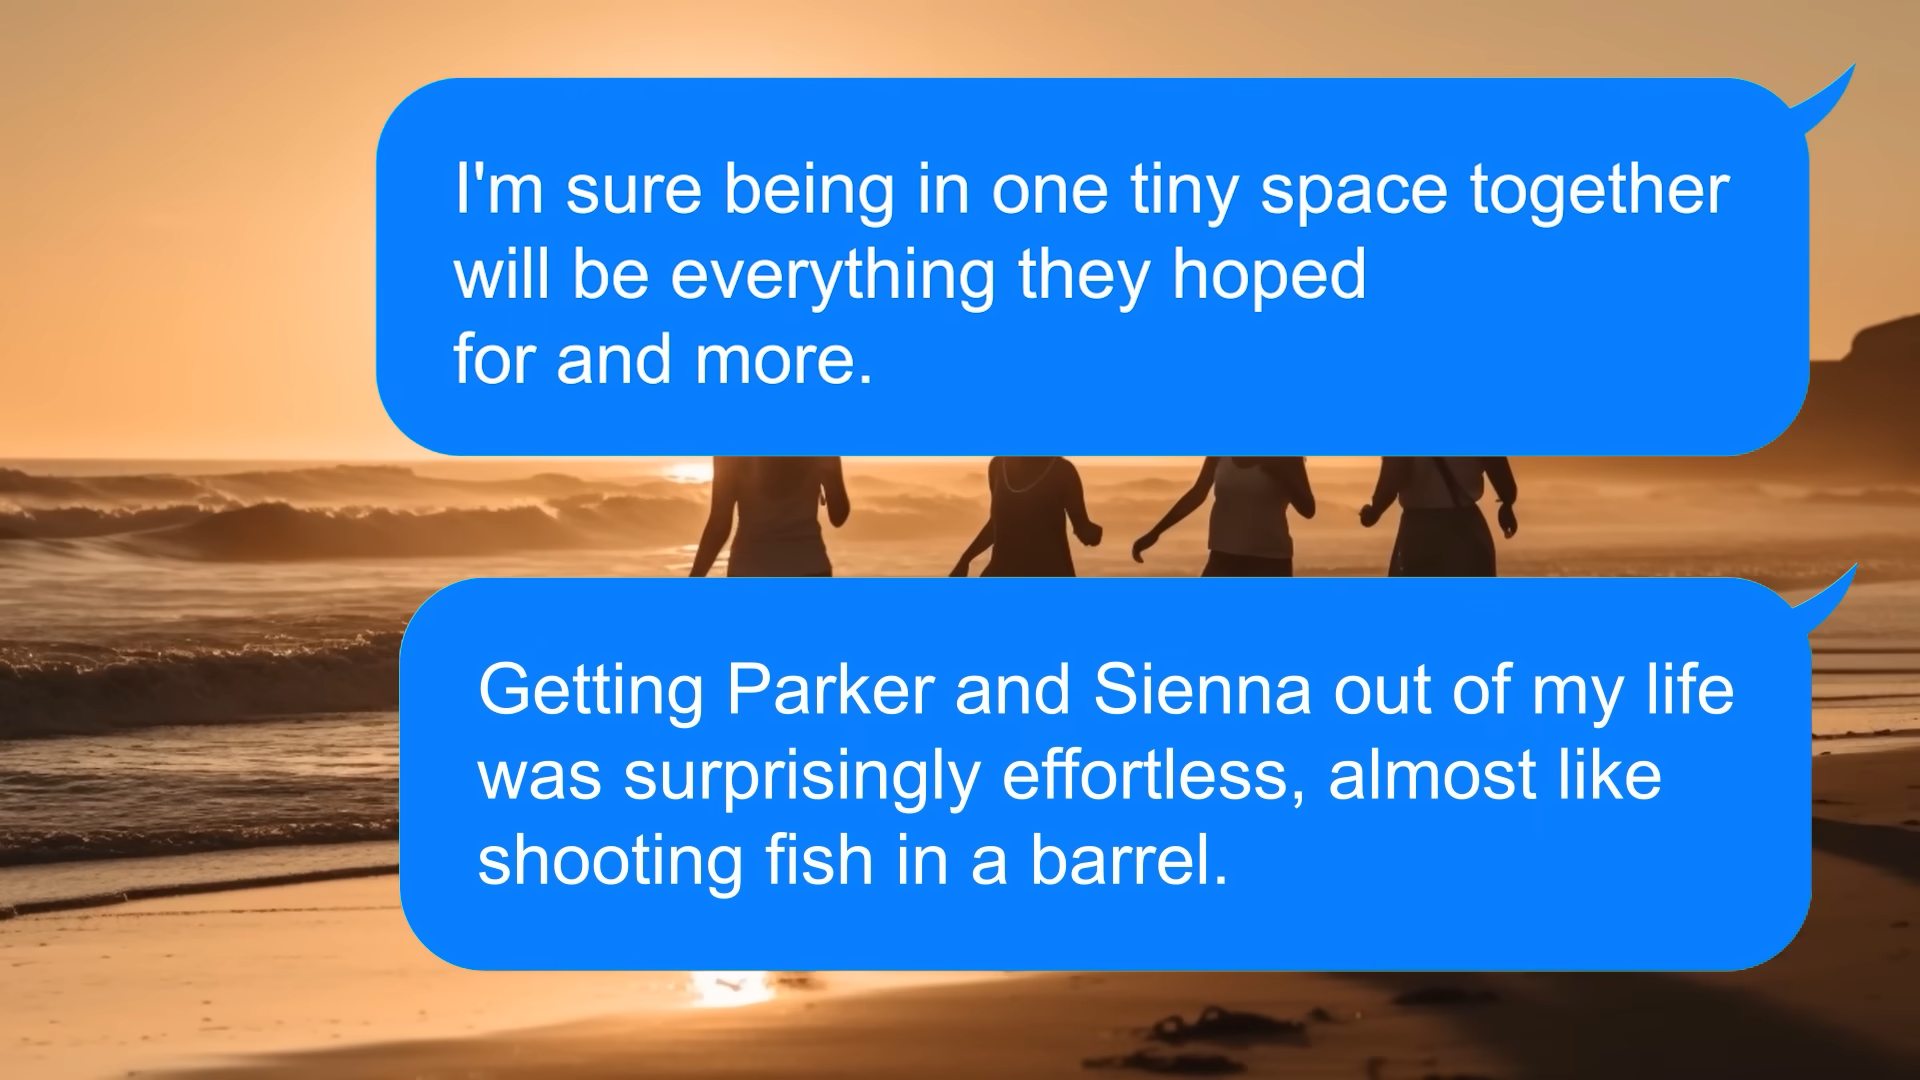 I'm sure being in one tiny space together
will be everything they hoped
for and more.
Getting Parker and Sienna out of my life
was surprisingly effortless, almost like
shooting fish in a barrel.